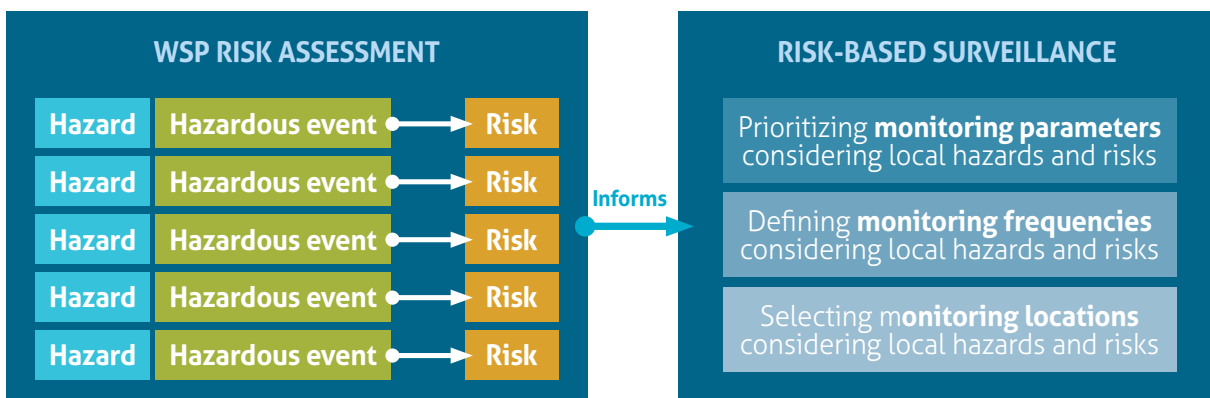 WSP RISK ASSESSMENT
Hazard Hazardous event Risk
Hazard Hazardous event Risk
Hazard Hazardous event Risk
Hazard Hazardous event Risk
Hazard Hazardous event Risk
Informs
RISK-BASED SURVEILLANCE
Prioritizing monitoring parameters
considering local hazards and risks
Defining monitoring frequencies
considering local hazards and risks
Selecting monitoring locations
considering local hazards and risks